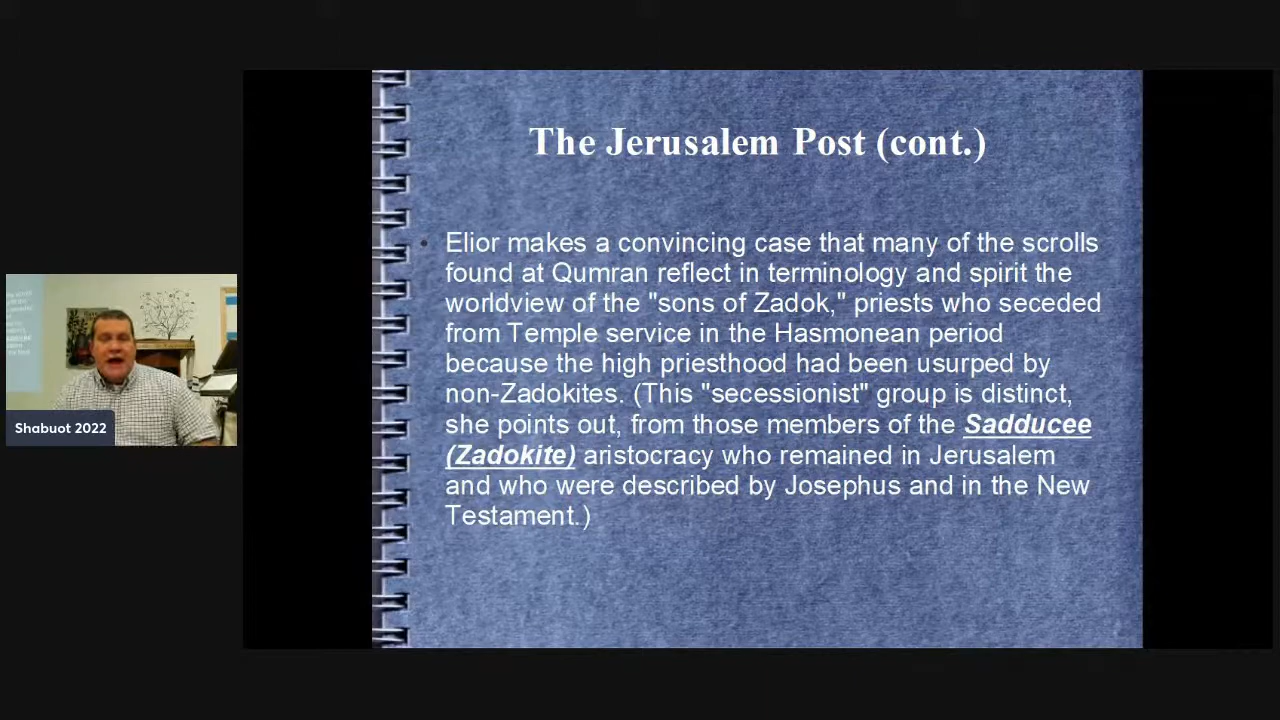 The Jerusalem Post (cont.)
• Elior makes a convincing case that many of the scrolls
found at Qumran reflect in terminology and spirit the
worldview of the "sons of Zadok," priests who seceded
from Temple service in the Hasmonean period
because the high priesthood had been usurped by
non-Zadokites. (This "secessionist" group is distinct,
she points out, from those members of the Sadducee
(Zadokite) aristocracy who remained in Jerusalem
and who were described by Josephus and in the New
Testament.)
Shabuot 2022